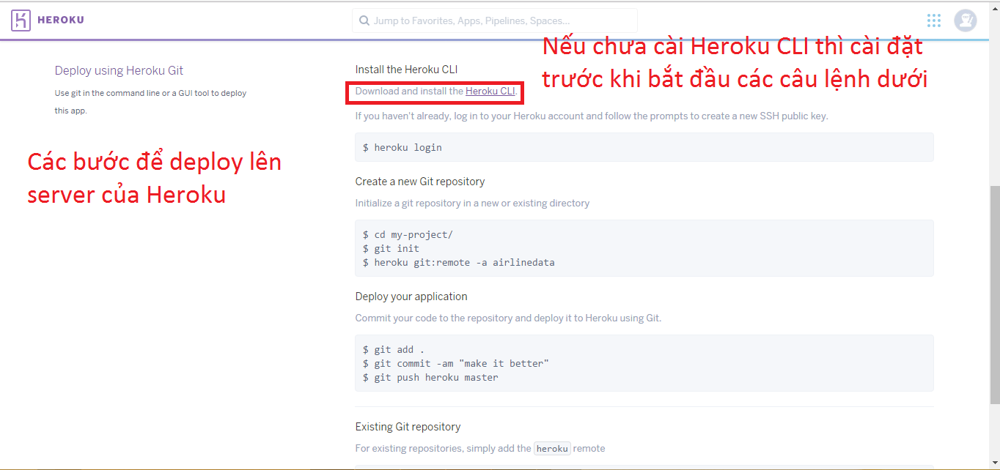 HEROKU
Jump to Favorites, Apps, Pipelines, Spaces...
Nếu chưa cài Heroku CLI thì cài đặt
trước khi bắt đầu các câu lệnh dưới
Deploy using Heroku Git
Use git in the command line or a GUI tool to deploy
this app.
Các bước để deploy lên
server của Heroku
Install the Heroku CLI
Download and install the Heroku CLI.
If you haven't already, log in to your Heroku account and follow the prompts to create a new SSH public key.
$ heroku login
Create a new Git repository
Initialize a git repository in a new or existing directory
$ cd my-project/
$ git init
$ heroku git:remote -a airlinedata
Deploy your application
Commit your code to the repository and deploy it to Heroku using Git.
$ git add .
$ git commit -am "make it better"
$ git push heroku master
Existing Git repository
For existing repositories, simply add the heroku remote